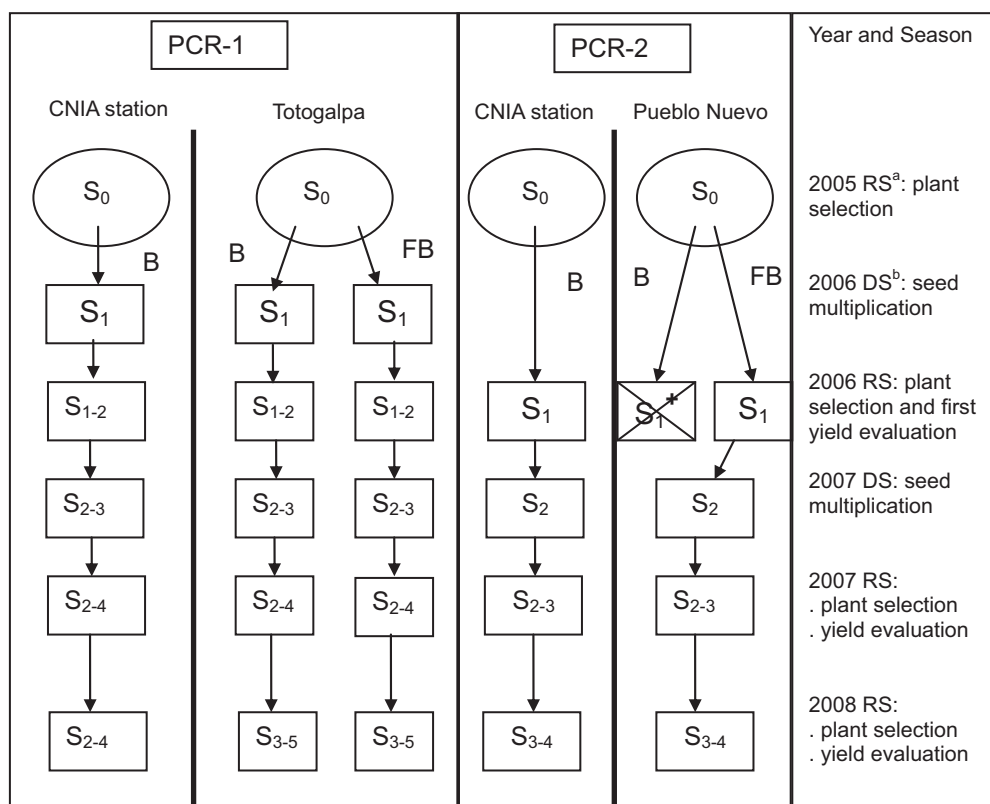 PCR-1
PCR-2
Year and Season
CNIA station
Totogalpa
CNIA station
Pueblo Nuevo
S₀
S₀
S₀
S₀
2005 RSᵃ: plant
selection
B
B
FB
B
B
FB
2006 DSᵇ: seed
multiplication
S₁
S₁
S₁
S₁₋₂
S₁₋₂
S₁₋₂
S₁
S₁⁺
S₁
2006 RS: plant
selection and first
yield evaluation
S₂₋₃
S₂₋₃
S₂₋₃
S₂
S₂
2007 DS: seed
multiplication
S₂₋₄
S₂₋₄
S₂₋₄
S₂₋₃
S₂₋₃
2007 RS:
. plant selection
. yield evaluation
S₂₋₄
S₃₋₅
S₃₋₅
S₃₋₄
S₃₋₄
2008 RS:
. plant selection
. yield evaluation